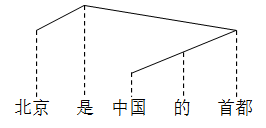 北京 是 中国 的 首都